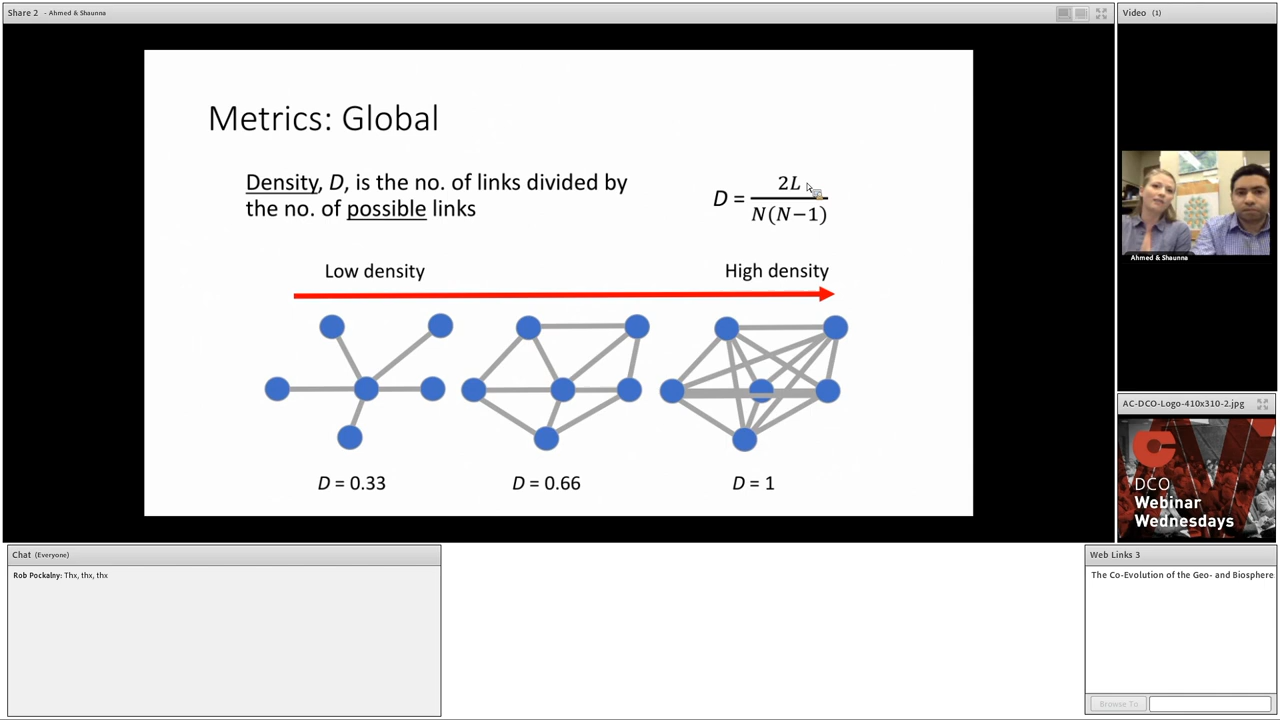 Share 2 - Ahmed & Shaunna
Video (1)
Metrics: Global
Density, D, is the no. of links divided by
the no. of possible links
D = 2L / N(N−1)
Low density
High density
D = 0.33
D = 0.66
D = 1
Ahmed & Shaunna
AC-DCO-Logo-410x310-2.jpg
DCO
Webinar
Wednesdays
Chat (Everyone)
Rob Pockalny: Thx, thx, thx
Web Links 3
The Co-Evolution of the Geo- and Biosphere
Browse To